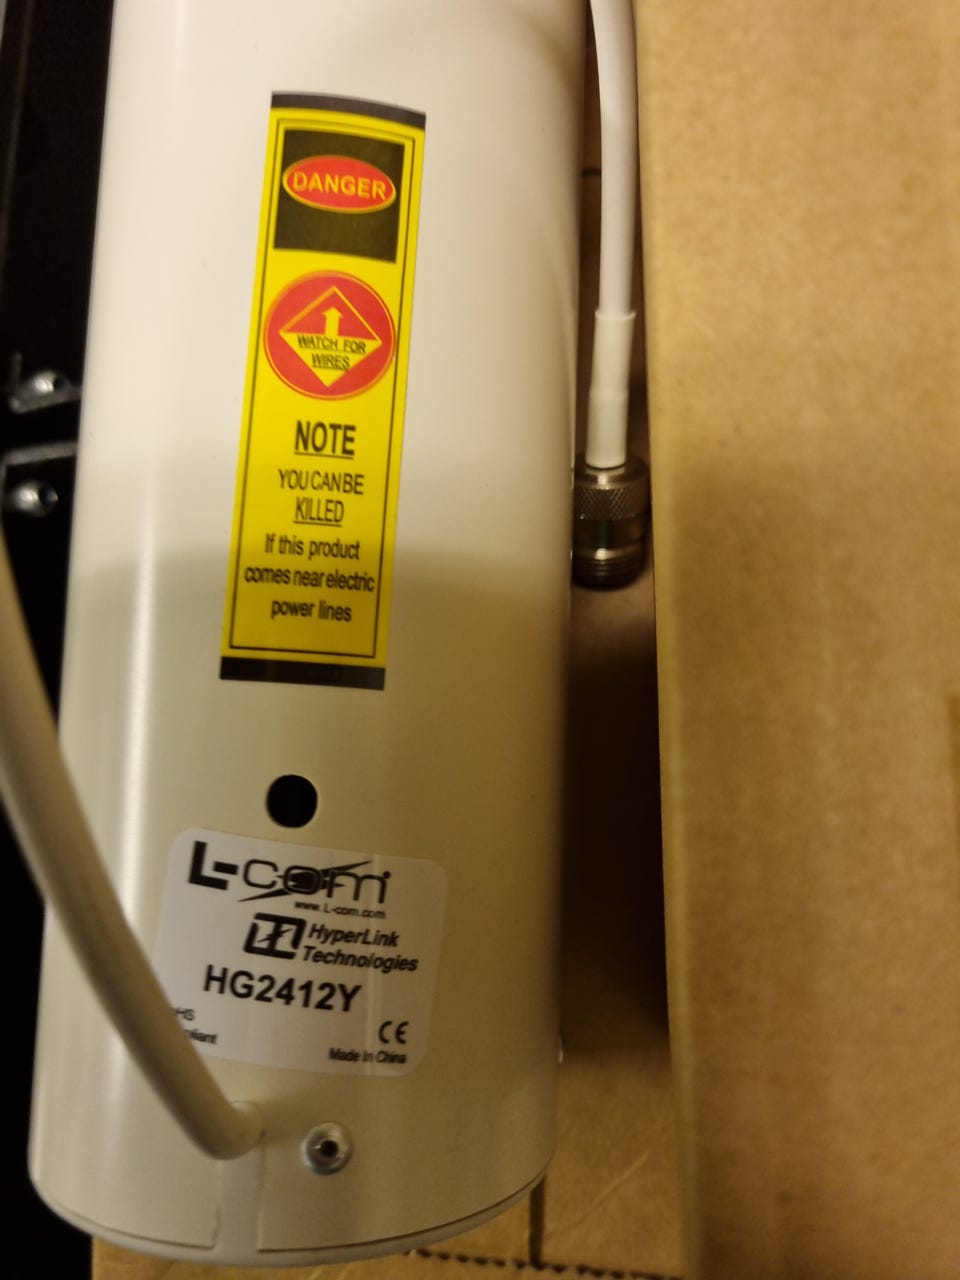 DANGER
WATCH FOR
WIRES
NOTE
YOU CAN BE
KILLED
If this product
comes near electric
power lines
L-com
www.L-com.com
HyperLink
Technologies
HG2412Y
CE
Made In China